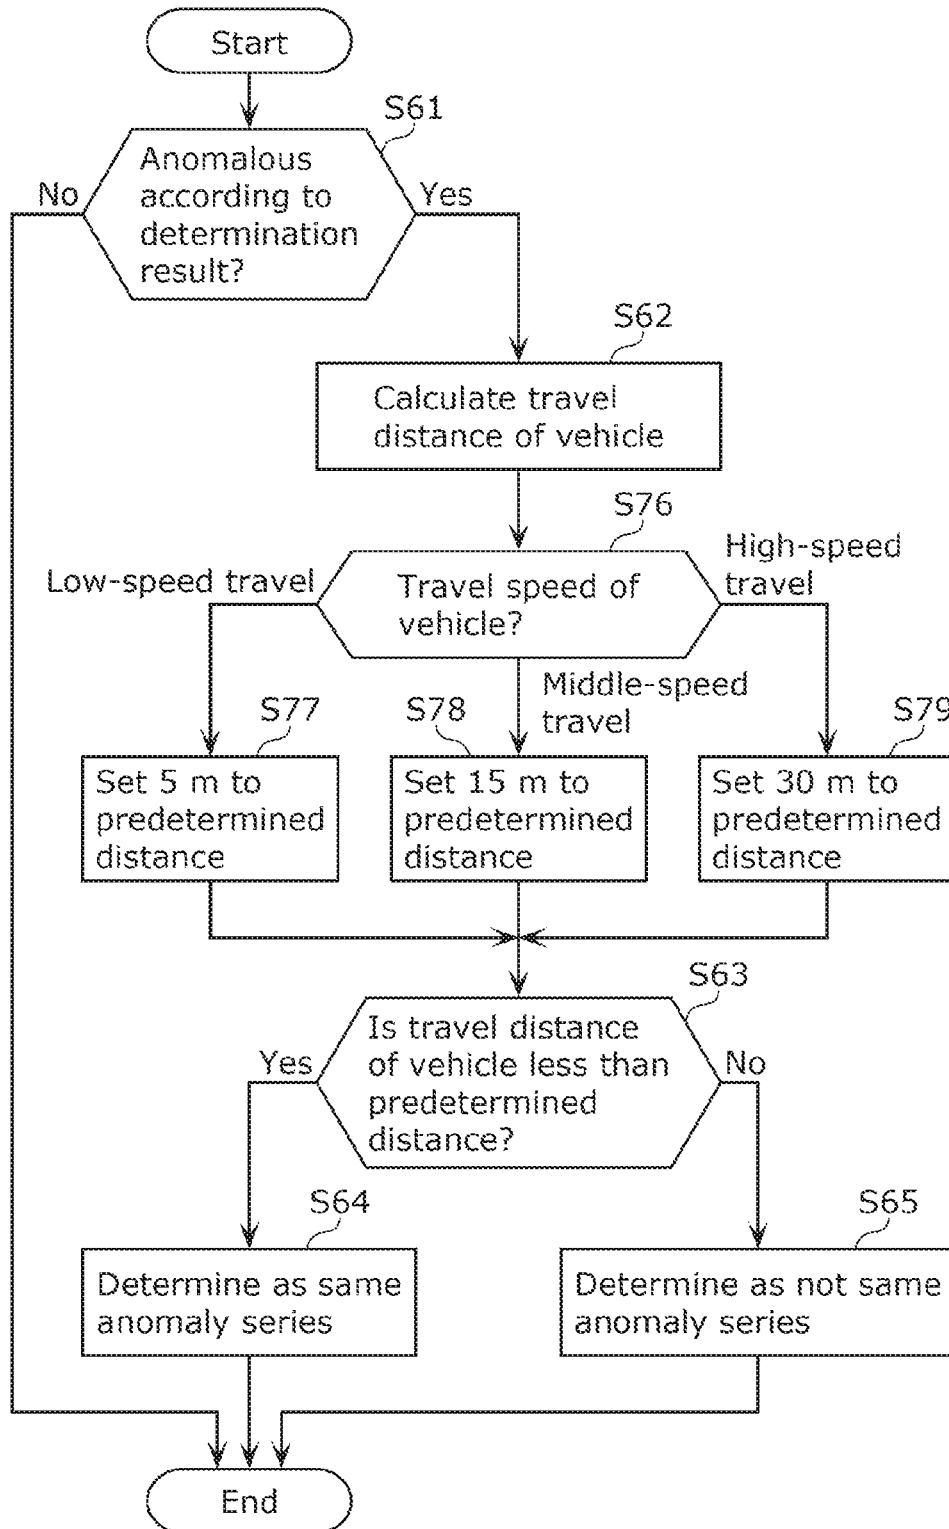 Start
S61
Anomalous
according to
determination
result?
No
Yes
S62
Calculate travel
distance of vehicle
S76
Travel speed of
vehicle?
Low-speed travel
High-speed
travel
Middle-speed
travel
S77
Set 5 m to
predetermined
distance
S78
Set 15 m to
predetermined
distance
S79
Set 30 m to
predetermined
distance
S63
Is travel distance
of vehicle less than
predetermined
distance?
Yes
No
S64
Determine as same
anomaly series
S65
Determine as not same
anomaly series
End